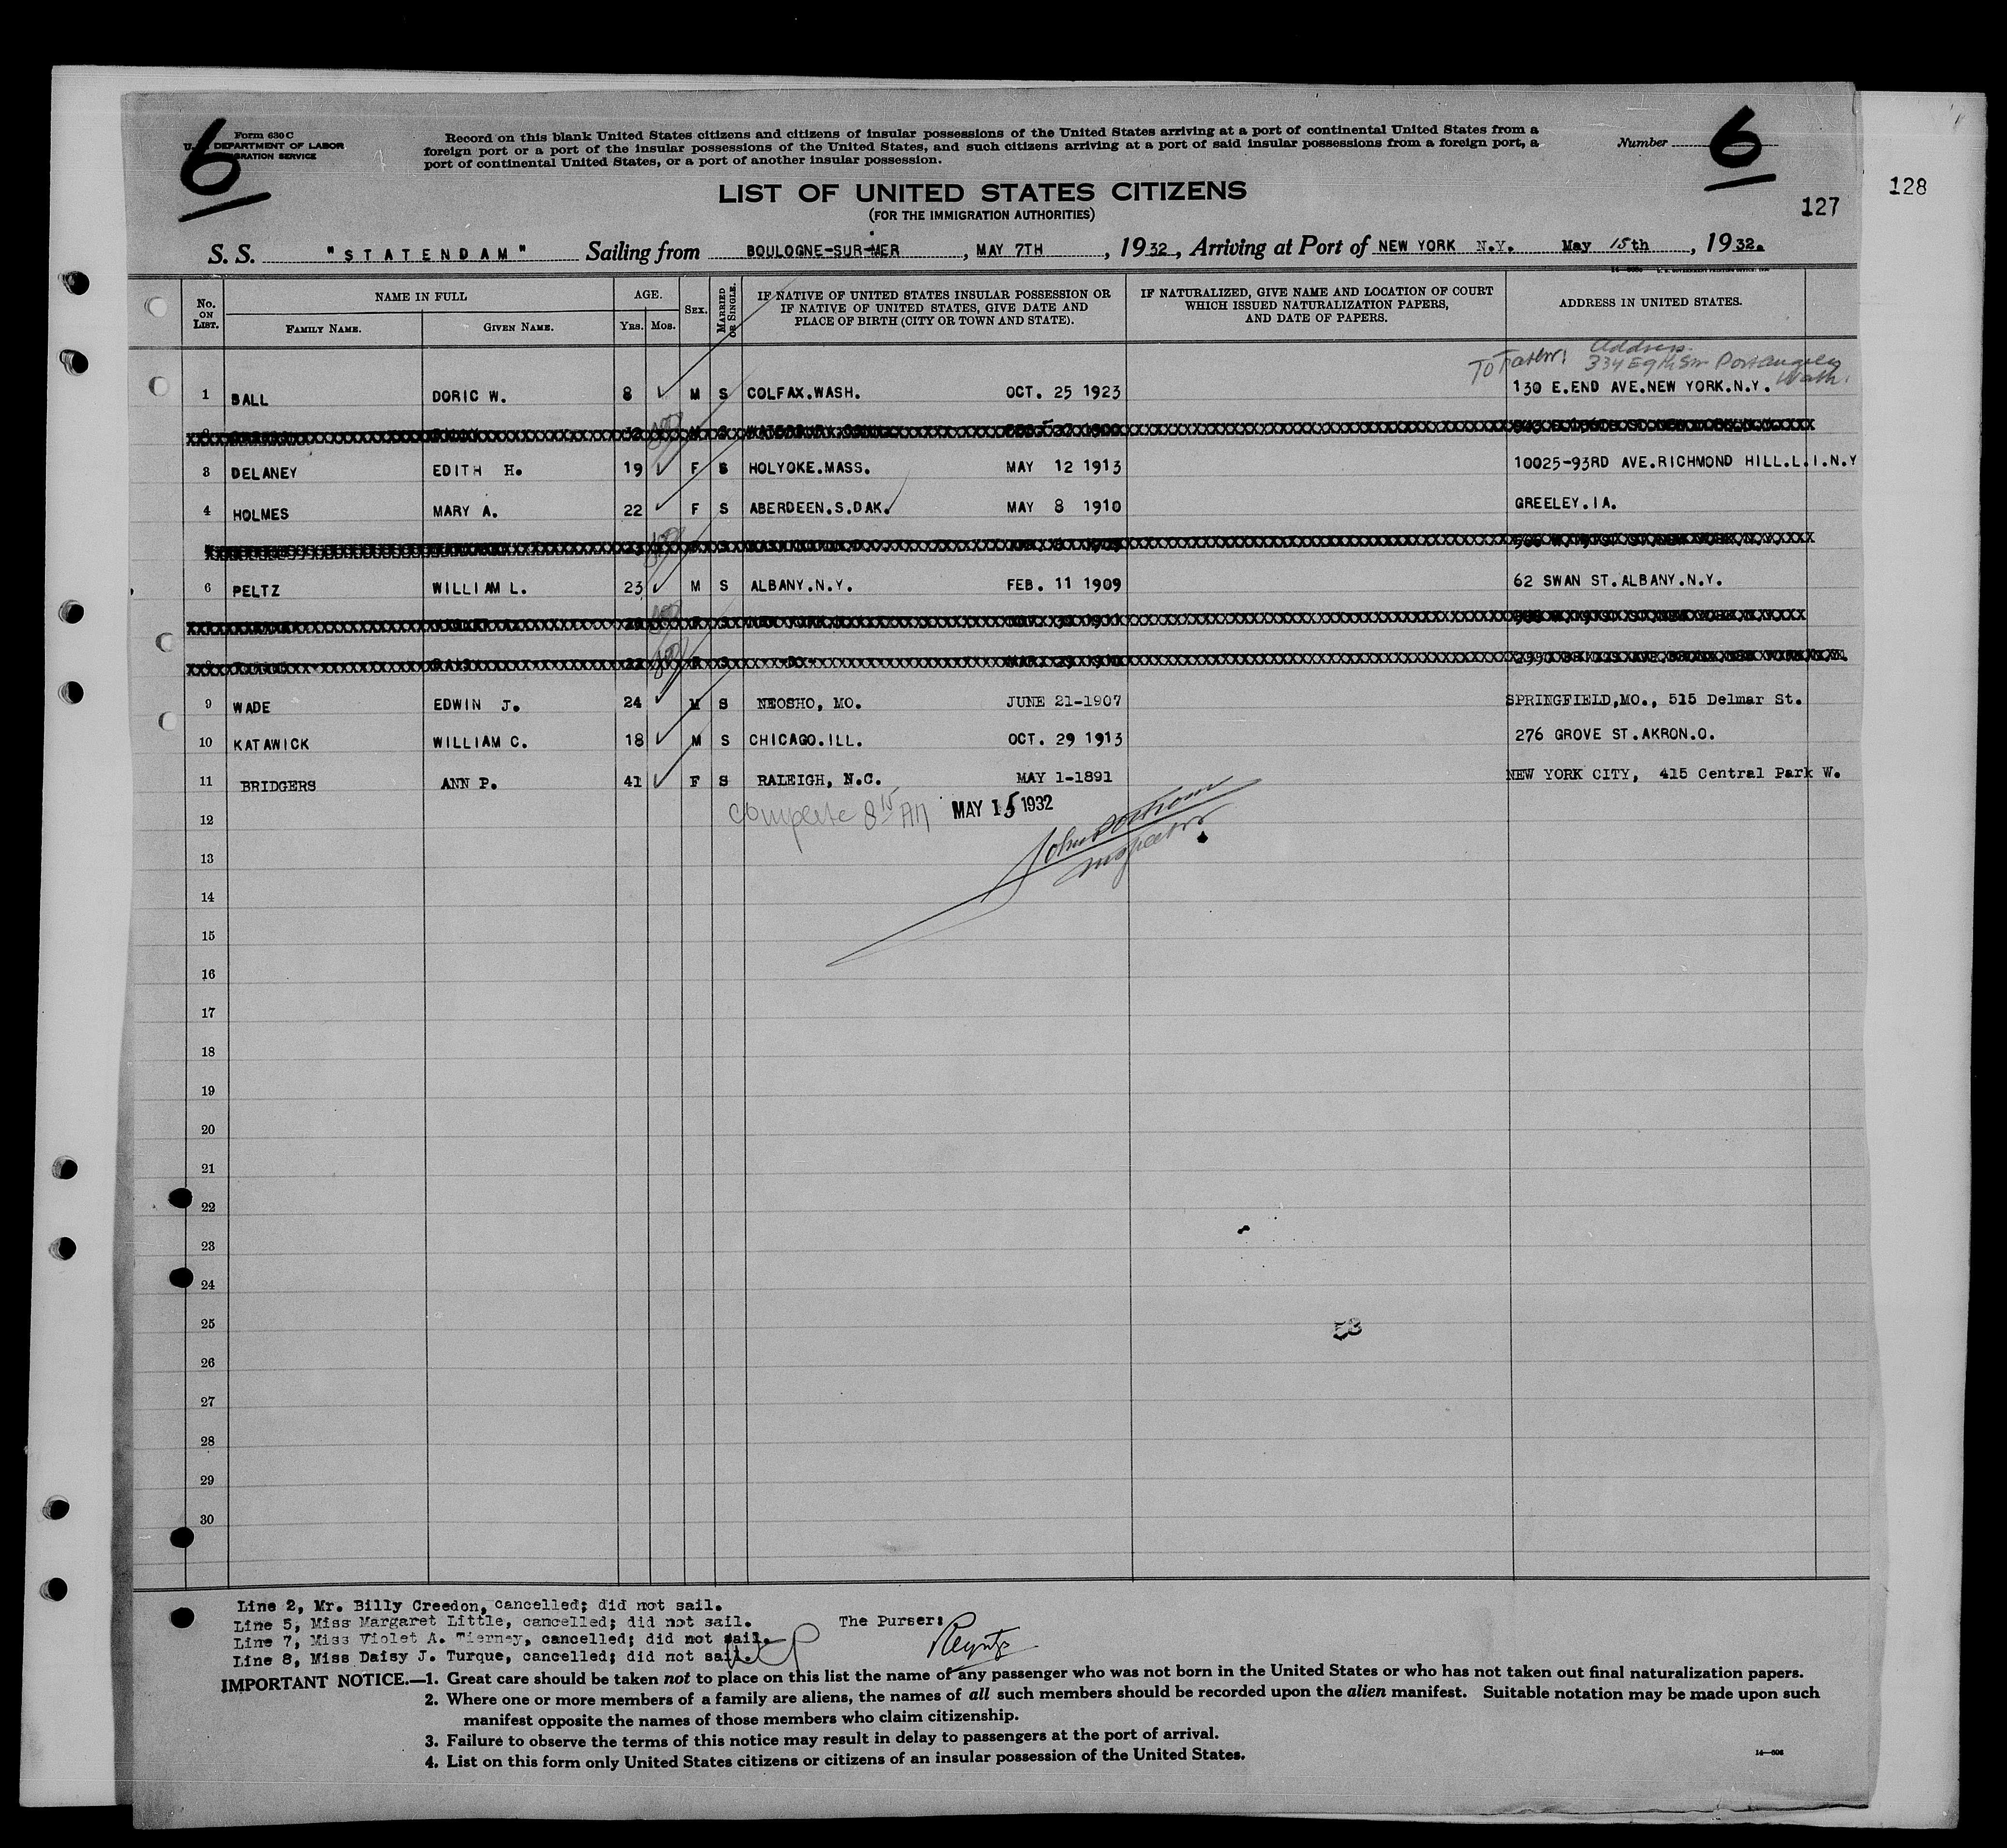 6
Form 630 C
DEPARTMENT OF LABOR
Record on this blank United States citizens and citizens of insular possessions of the United States arriving at a port of continental United States from a
foreign port or a port of the insular possessions of the United States, and such citizens arriving at a port of said insular possessions from a foreign port, a
port of continental United States, or a port of another insular possession.
Number 6
128
127
LIST OF UNITED STATES CITIZENS
(FOR THE IMMIGRATION AUTHORITIES)
S. S. "STATENDAM" Sailing from BOULOGNE-SUR-MER, MAY 7TH, 1932, Arriving at Port of NEW YORK N.Y. May 15th, 1932.
No. ON LIST. NAME IN FULL FAMILY NAME. GIVEN NAME. AGE. YRS. MOS. SEX. MARRIED OR SINGLE. IF NATIVE OF UNITED STATES INSULAR POSSESSION OR IF NATIVE OF UNITED STATES, GIVE DATE AND PLACE OF BIRTH (CITY OR TOWN AND STATE). IF NATURALIZED, GIVE NAME AND LOCATION OF COURT WHICH ISSUED NATURALIZATION PAPERS, AND DATE OF PAPERS. ADDRESS IN UNITED STATES.
Address.
Wash.
1 BALL DORIC W. 8 M S COLFAX.WASH. OCT. 25 1923 130 E.END AVE.NEW YORK.N.Y.
3 DELANEY EDITH H. 19 F S HOLYOKE.MASS. MAY 12 1913 10025-93RD AVE.RICHMOND HILL.L.I.N.Y
4 HOLMES MARY A. 22 F S ABERDEEN.S.DAK. MAY 8 1910 GREELEY.IA.
6 PELTZ WILLIAM L. 23 M S ALBANY.N.Y. FEB. 11 1909 62 SWAN ST.ALBANY.N.Y.
9 WADE EDWIN J. 24 M S NEOSHO, MO. JUNE 21-1907 SPRINGFIELD,MO., 515 Delmar St.
10 KATAWICK WILLIAM C. 18 M S CHICAGO.ILL. OCT. 29 1913 276 GROVE ST.AKRON.O.
11 BRIDGERS ANN P. 41 F S RALEIGH, N.C. MAY 1-1891 NEW YORK CITY, 415 Central Park W.
12 complete 8 15 AM MAY 15 1932
Inspector
13
14
15
16
17
18
19
20
21
22
23
24
25
53
26
27
28
29
30
Line 2, Mr. Billy Creedon, cancelled; did not sail.
Line 5, Miss Margaret Little, cancelled; did not sail. The Purser:
Line 7, Miss Violet A. Tierney, cancelled; did not sail.
Line 8, Miss Daisy J. Turque, cancelled; did not sail.
IMPORTANT NOTICE.—1. Great care should be taken not to place on this list the name of any passenger who was not born in the United States or who has not taken out final naturalization papers.
2. Where one or more members of a family are aliens, the names of all such members should be recorded upon the alien manifest. Suitable notation may be made upon such
manifest opposite the names of those members who claim citizenship.
3. Failure to observe the terms of this notice may result in delay to passengers at the port of arrival.
4. List on this form only United States citizens or citizens of an insular possession of the United States.